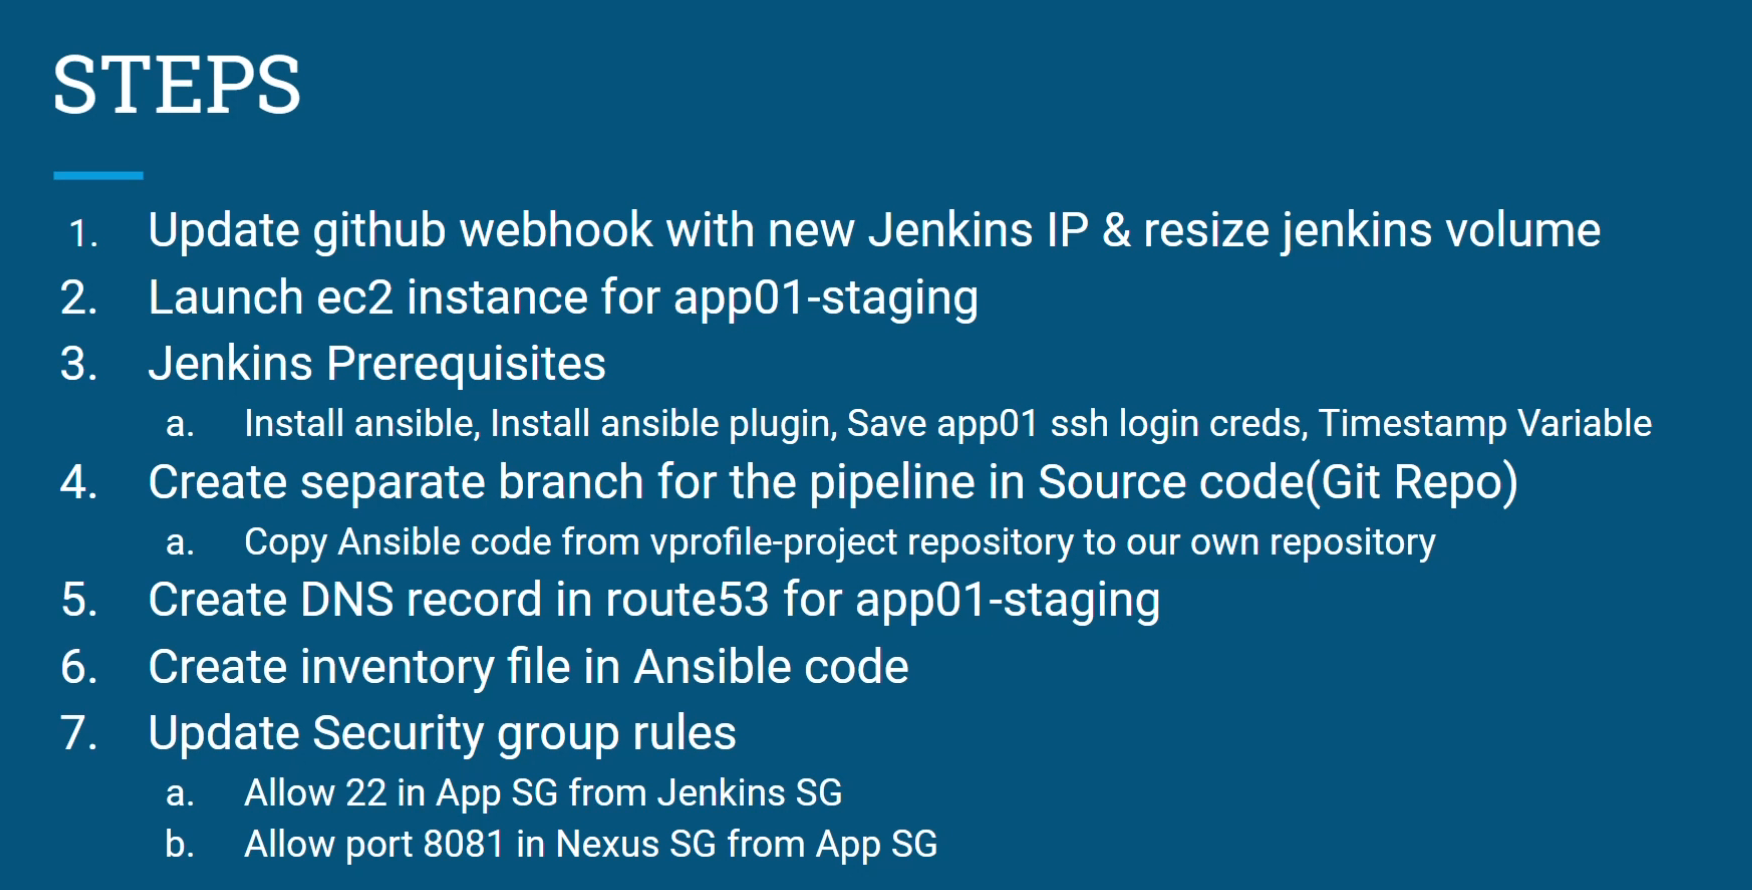 STEPS
1. Update github webhook with new Jenkins IP & resize jenkins volume
2. Launch ec2 instance for app01-staging
3. Jenkins Prerequisites
a. Install ansible, Install ansible plugin, Save app01 ssh login creds, Timestamp Variable
4. Create separate branch for the pipeline in Source code(Git Repo)
a. Copy Ansible code from vprofile-project repository to our own repository
5. Create DNS record in route53 for app01-staging
6. Create inventory file in Ansible code
7. Update Security group rules
a. Allow 22 in App SG from Jenkins SG
b. Allow port 8081 in Nexus SG from App SG